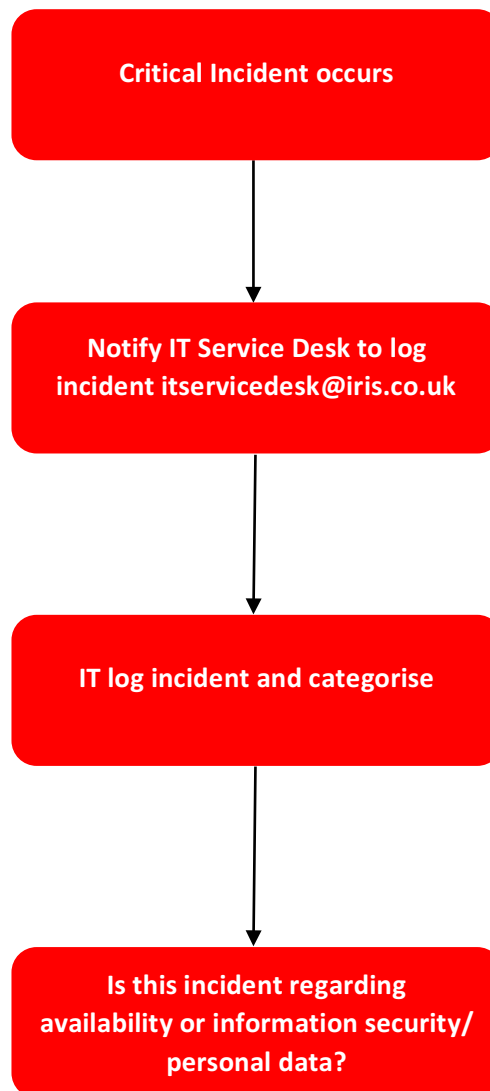 Critical Incident occurs
Notify IT Service Desk to log
incident itservicedesk@iris.co.uk
IT log incident and categorise
Is this incident regarding
availability or information security/
personal data?